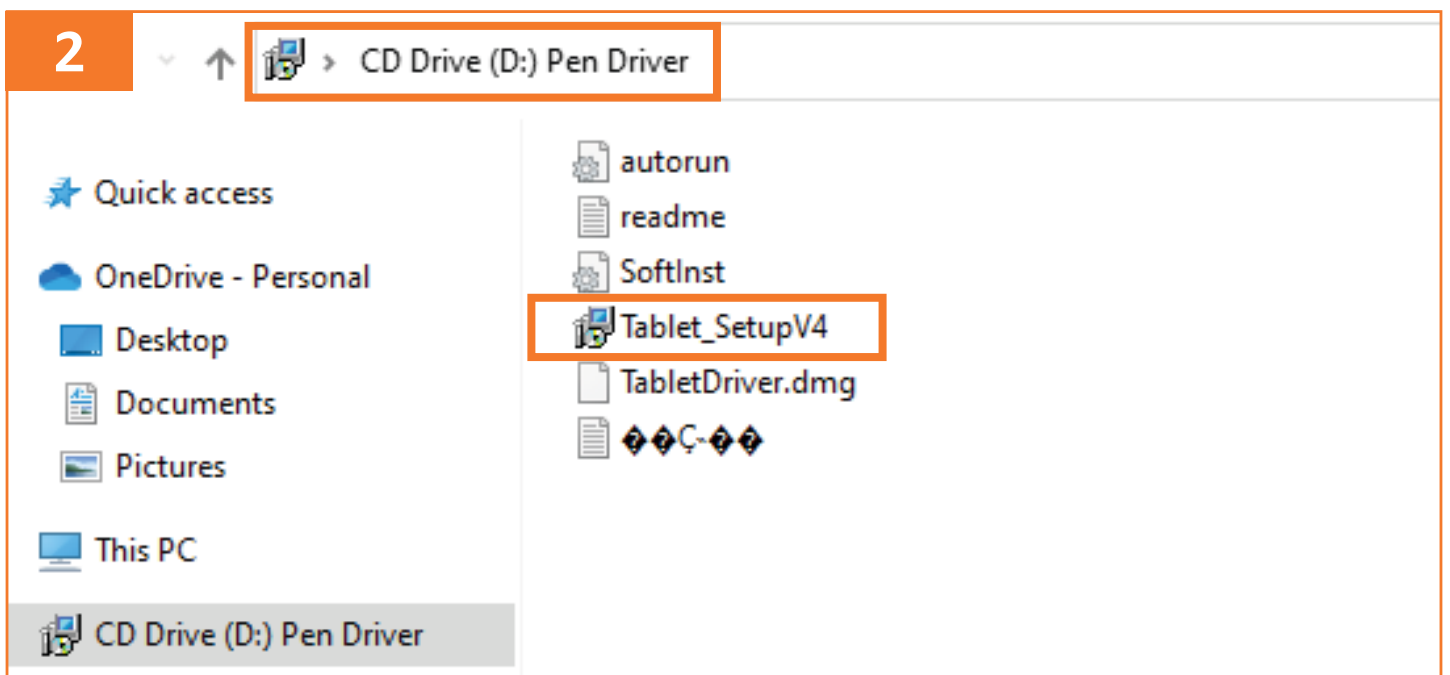 2
CD Drive (D:) Pen Driver
Quick access
OneDrive - Personal
Desktop
Documents
Pictures
This PC
CD Drive (D:) Pen Driver
autorun
readme
SoftInst
Tablet_SetupV4
TabletDriver.dmg
��Ç-��